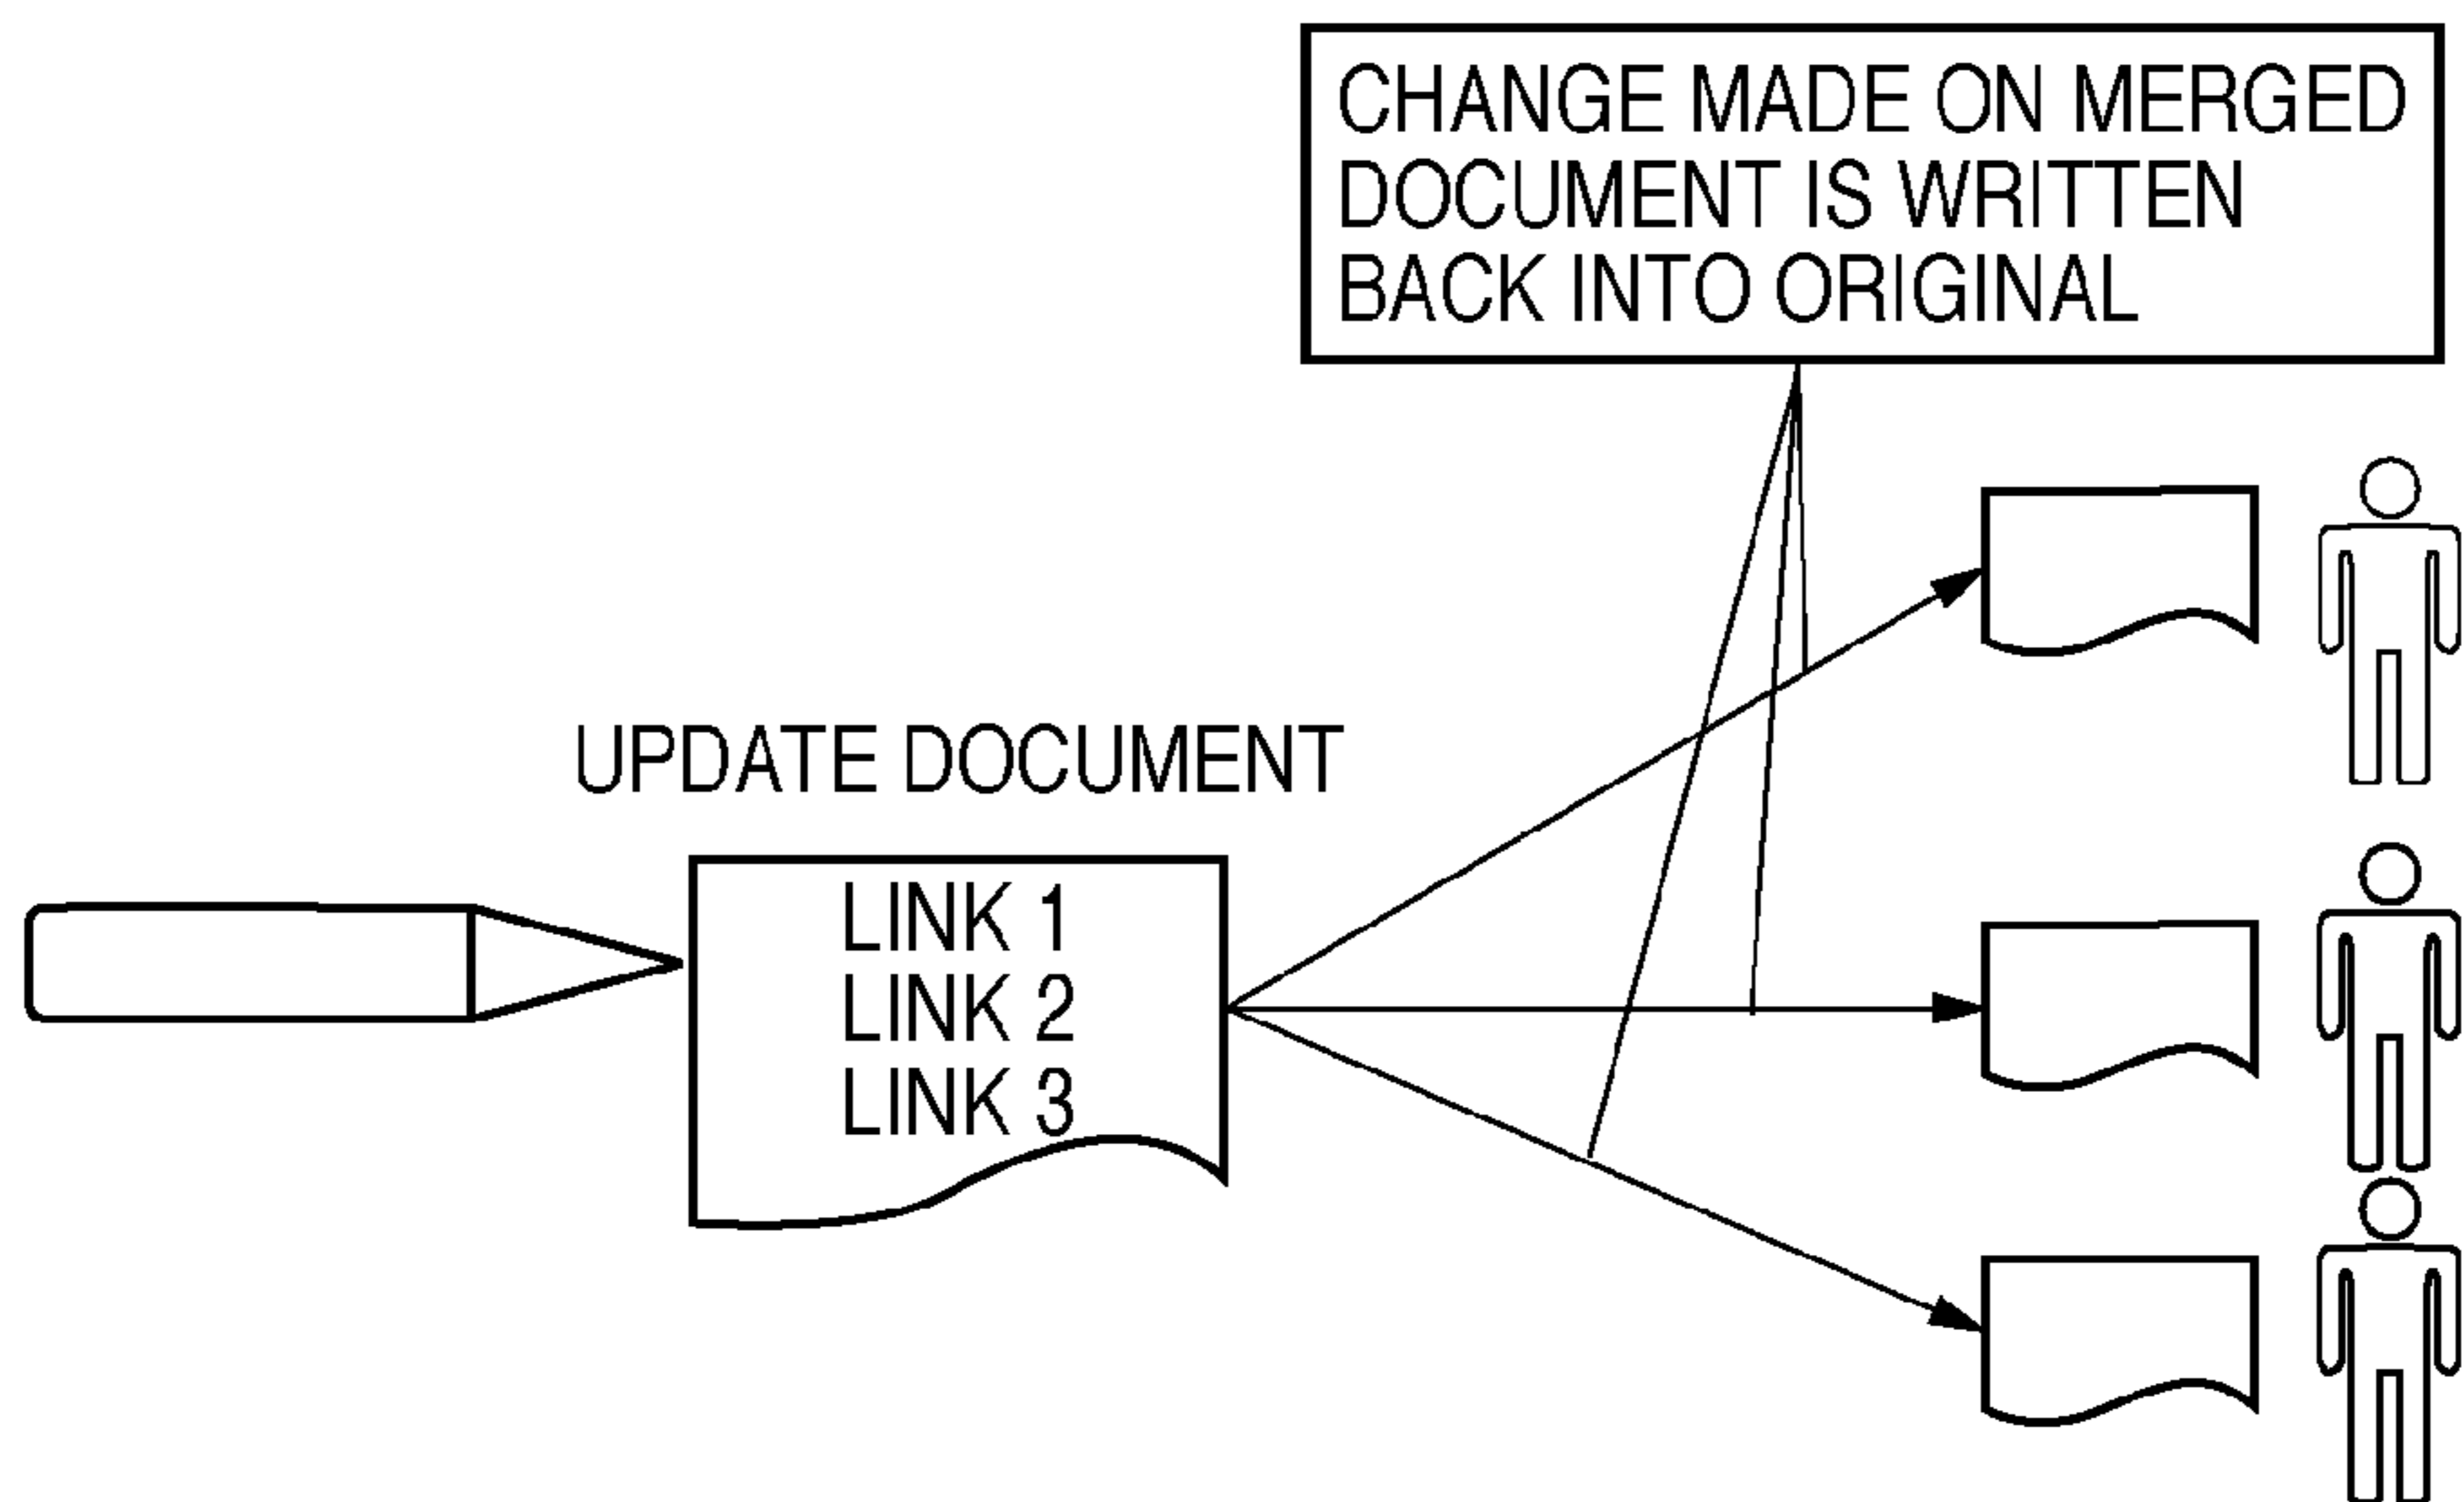 CHANGE MADE ON MERGED
DOCUMENT IS WRITTEN
BACK INTO ORIGINAL
UPDATE DOCUMENT
LINK 1
LINK 2
LINK 3